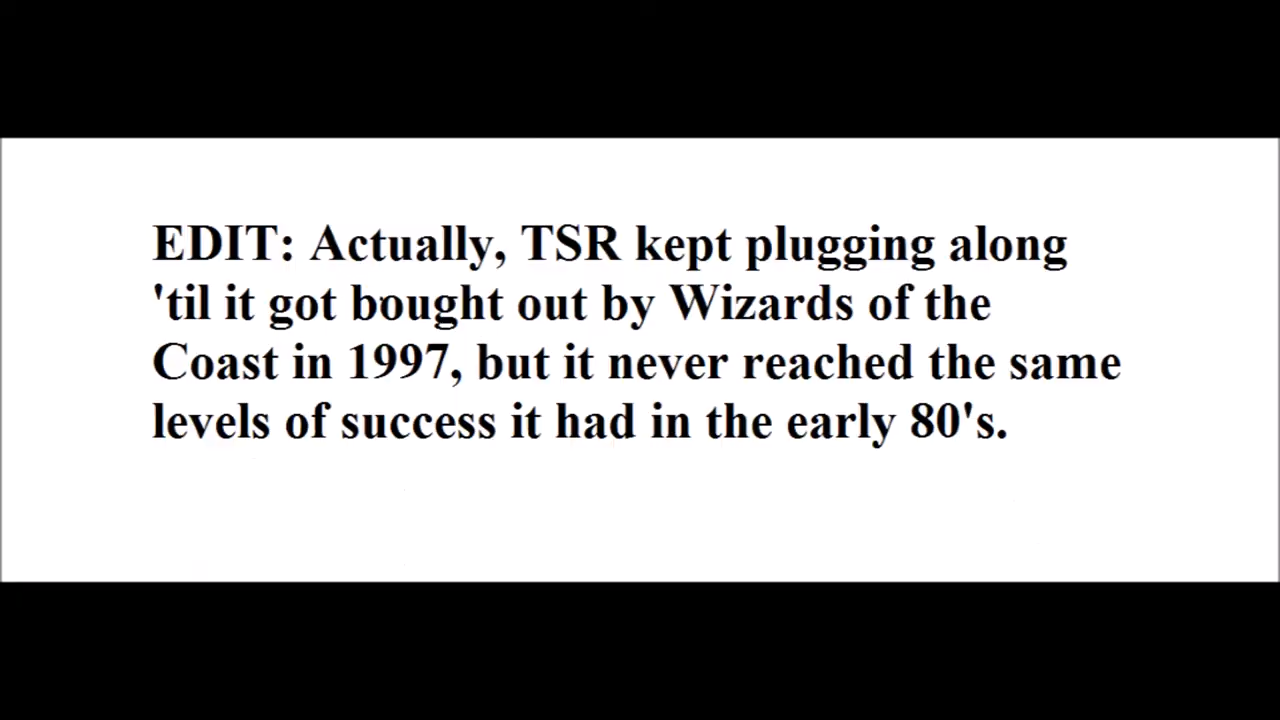 EDIT: Actually, TSR kept plugging along
'til it got bought out by Wizards of the
Coast in 1997, but it never reached the same
levels of success it had in the early 80's.